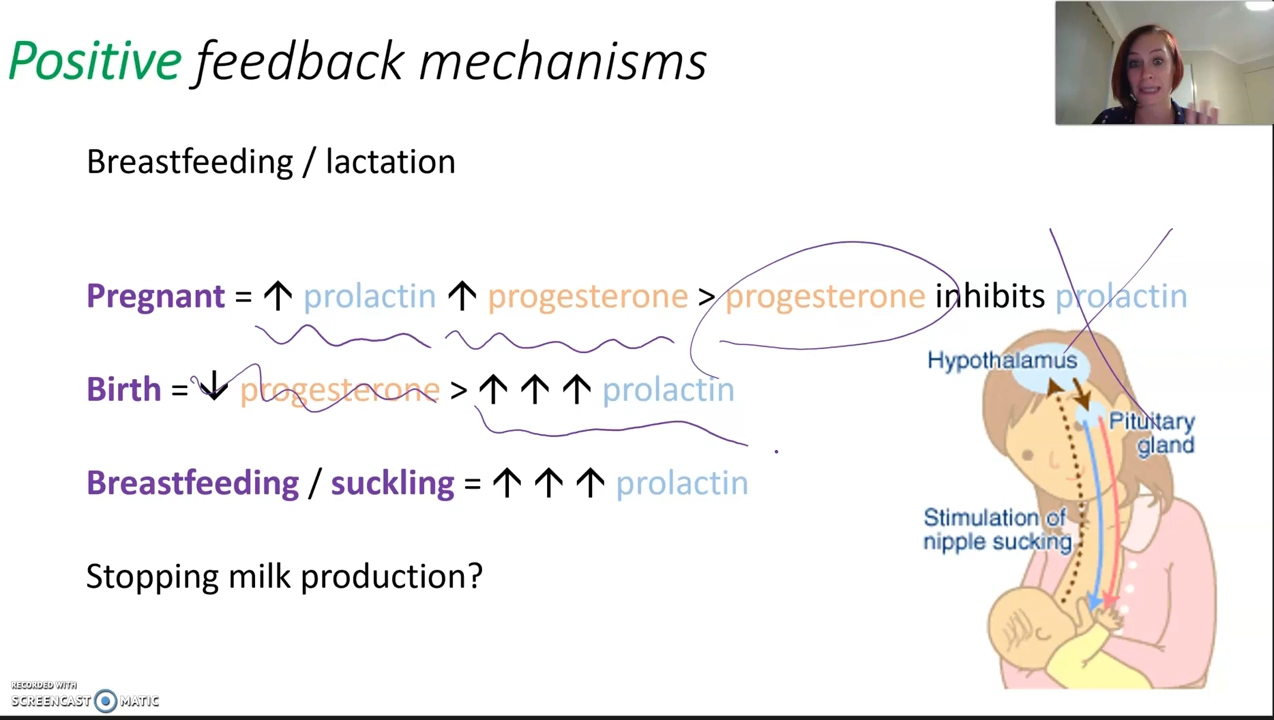 Positive feedback mechanisms
Breastfeeding / lactation
Pregnant = ↑ prolactin ↑ progesterone > progesterone inhibits prolactin
Birth = ↓ progesterone > ↑ ↑ ↑ prolactin
Breastfeeding / suckling = ↑ ↑ ↑ prolactin
Stopping milk production?
Hypothalamus
Pituitary
gland
Stimulation of
nipple sucking
RECORDED WITH
SCREENCAST MATIC